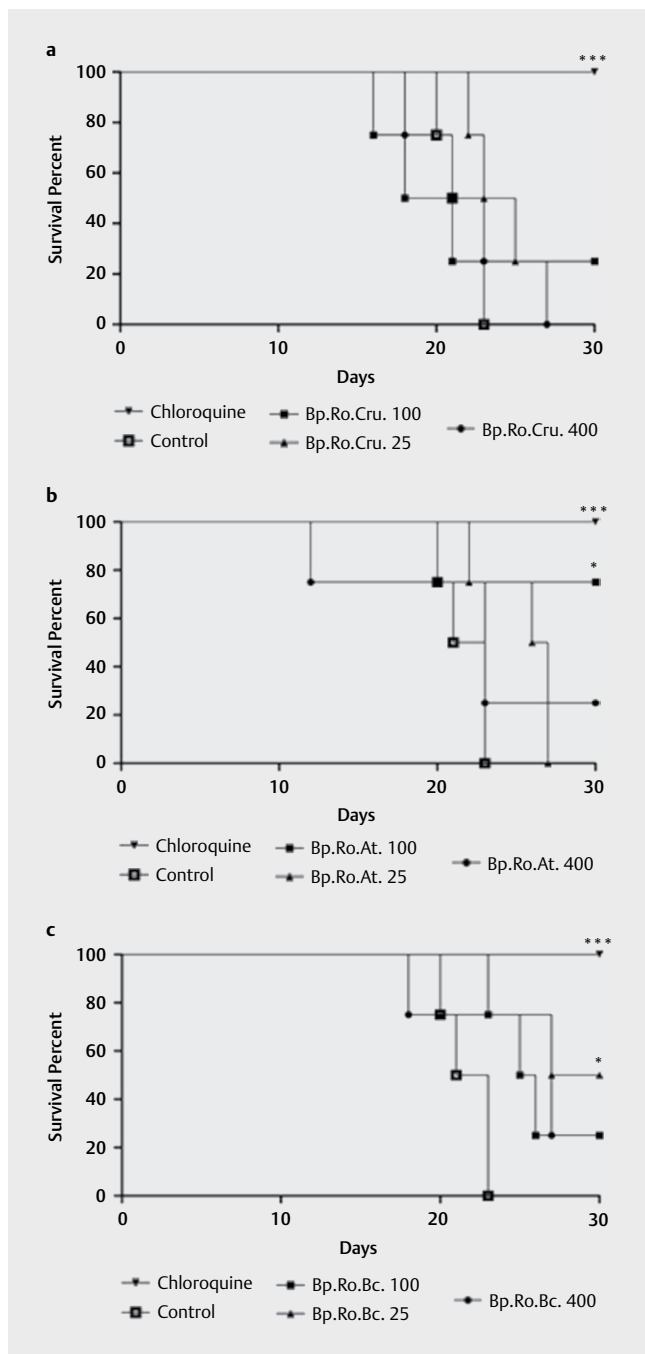 a
***
100
80
60
40
20
0
Survival Percent
0 10 20 30
Days
Chloroquine Bp.Ro.Cru. 100
Bp.Ro.Cru. 400
Control Bp.Ro.Cru. 25
b
***
*
100
80
60
40
20
0
Survival Percent
0 10 20 30
Days
Chloroquine Bp.Ro.At. 100
Bp.Ro.At. 400
Control Bp.Ro.At. 25
c
***
*
100
80
60
40
20
0
Survival Percent
0 10 20 30
Days
Chloroquine Bp.Ro.Bc. 100
Bp.Ro.Bc. 400
Control Bp.Ro.Bc. 25